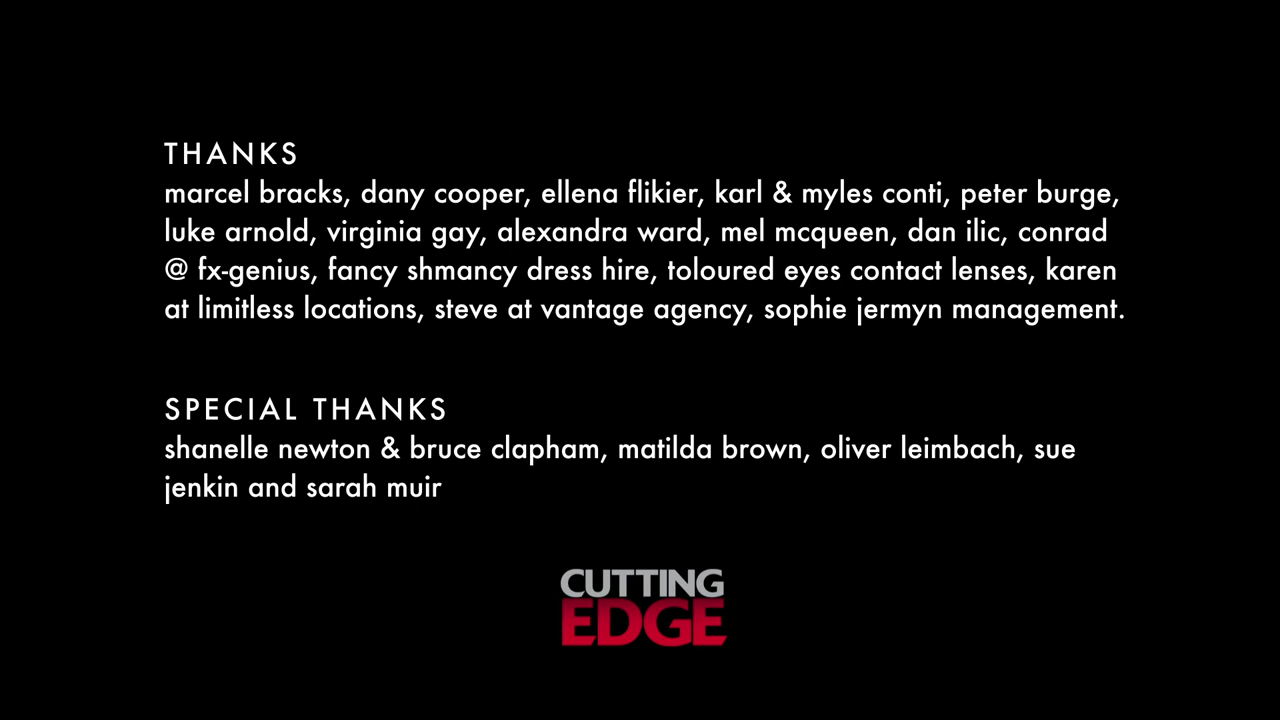 THANKS
marcel bracks, dany cooper, ellena flikier, karl & myles conti, peter burge,
luke arnold, virginia gay, alexandra ward, mel mcqueen, dan ilic, conrad
@ fx-genius, fancy shmancy dress hire, toloured eyes contact lenses, karen
at limitless locations, steve at vantage agency, sophie jermyn management.
SPECIAL THANKS
shanelle newton & bruce clapham, matilda brown, oliver leimbach, sue
jenkin and sarah muir
CUTTING
EDGE